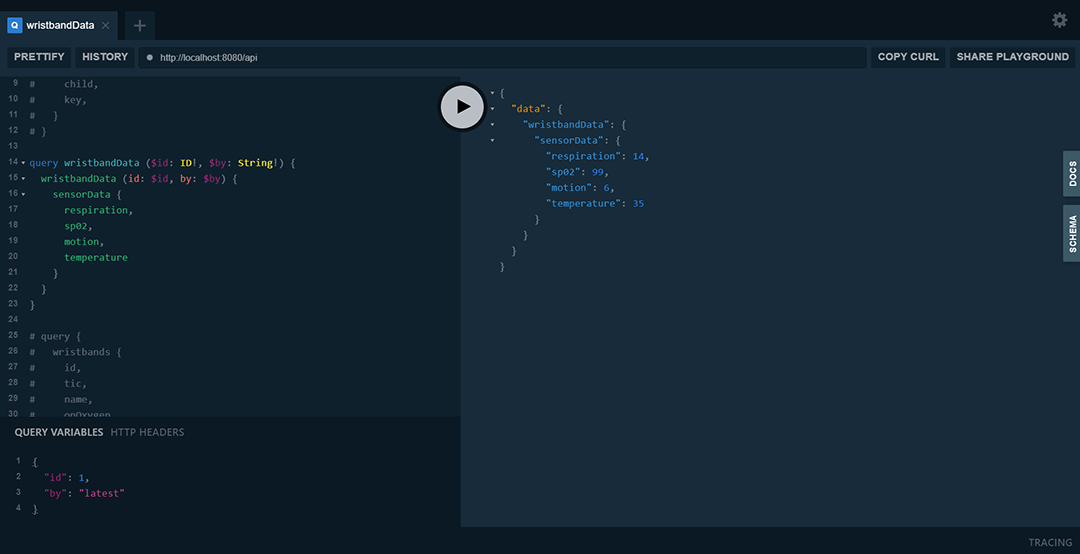 Q wristbandData ×
PRETTIFY HISTORY http://localhost:8080/api COPY CURL SHARE PLAYGROUND
9 #     child,
10 #     key,
11 #   }
12 # }
13
14 query wristbandData ($id: ID!, $by: String!) {
15   wristbandData (id: $id, by: $by) {
16     sensorData {
17       respiration,
18       sp02,
19       motion,
20       temperature
21     }
22   }
23 }
24
25 # query {
26 #   wristbands {
27 #     id,
28 #     tic,
29 #     name,
30 #     onOxygen
QUERY VARIABLES HTTP HEADERS
1 {
2   "id": 1,
3   "by": "latest"
4 }
{
  "data": {
    "wristbandData": {
      "sensorData": {
        "respiration": 14,
        "sp02": 99,
        "motion": 6,
        "temperature": 35
      }
    }
  }
}
DOCS
SCHEMA
TRACING